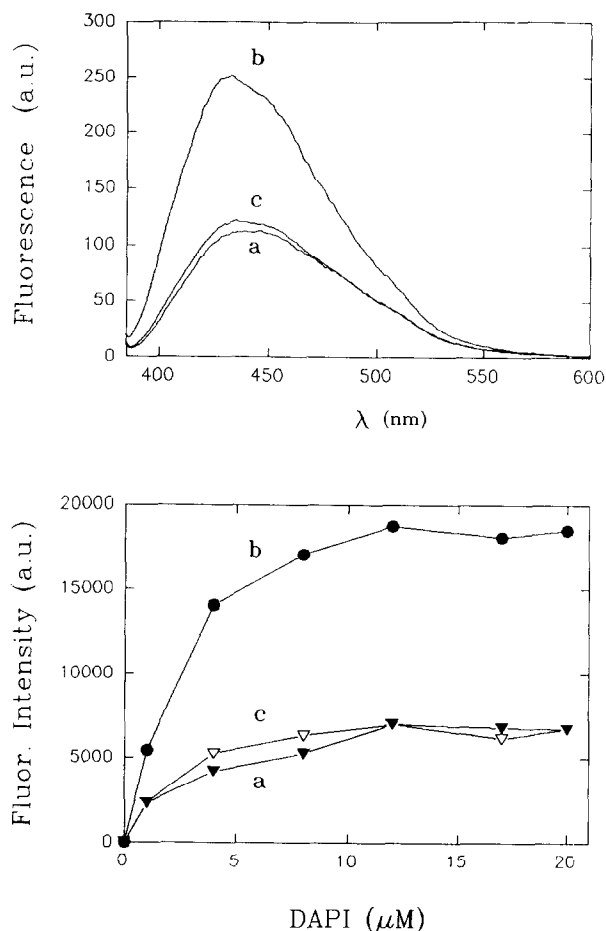 Fluorescence (a.u.)
300
250
200
150
100
50
0
b
c
a
400
450
500
550
600
λ (nm)
Fluor. Intensity (a.u.)
20000
15000
10000
5000
0
b
c
a
0
5
10
15
20
DAPI (μM)